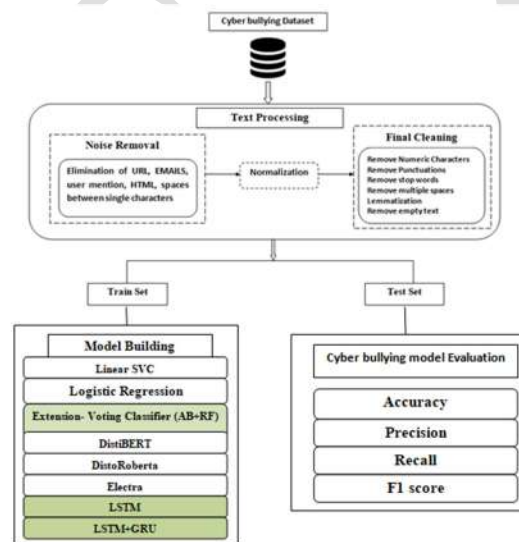 Cyber bullying Dataset
Text Processing
Noise Removal
Elimination of URL, EMAILS,
user mention, HTML, spaces
between single characters
Normalization
Final Cleaning
Remove Numeric Characters
Remove Punctuations
Remove stop words
Remove multiple spaces
Lemmatization
Remove empty text
Train Set
Test Set
Model Building
Linear SVC
Logistic Regression
Extension- Voting Classifier (AB+RF)
DistiBERT
DistoRoberta
Electra
LSTM
LSTM+GRU
Cyber bullying model Evaluation
Accuracy
Precision
Recall
F1 score